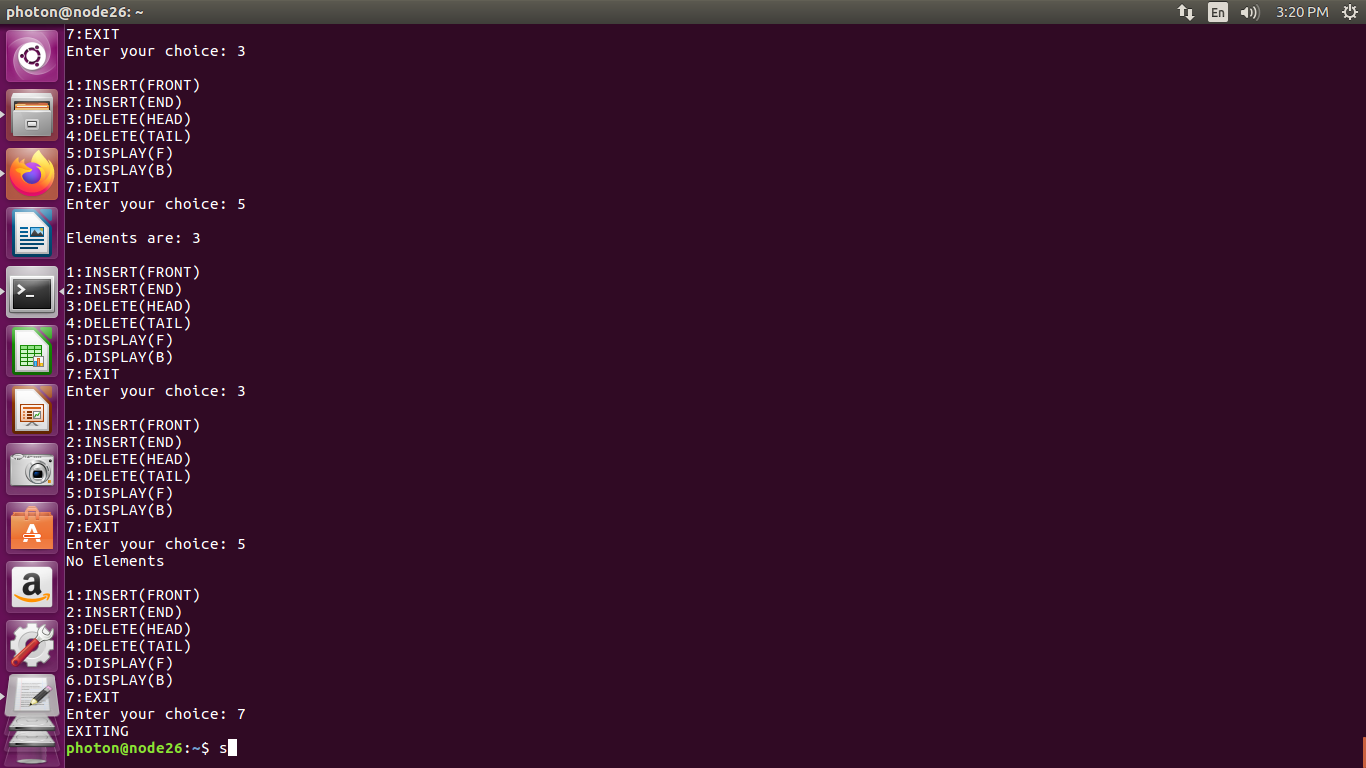 photon@node26: ~
En
3:20 PM
7:EXIT
Enter your choice: 3
1:INSERT(FRONT)
2:INSERT(END)
3:DELETE(HEAD)
4:DELETE(TAIL)
5:DISPLAY(F)
6.DISPLAY(B)
7:EXIT
Enter your choice: 5
Elements are: 3
1:INSERT(FRONT)
2:INSERT(END)
3:DELETE(HEAD)
4:DELETE(TAIL)
5:DISPLAY(F)
6.DISPLAY(B)
7:EXIT
Enter your choice: 3
1:INSERT(FRONT)
2:INSERT(END)
3:DELETE(HEAD)
4:DELETE(TAIL)
5:DISPLAY(F)
6.DISPLAY(B)
7:EXIT
Enter your choice: 5
No Elements
1:INSERT(FRONT)
2:INSERT(END)
3:DELETE(HEAD)
4:DELETE(TAIL)
5:DISPLAY(F)
6.DISPLAY(B)
7:EXIT
Enter your choice: 7
EXITING
photon@node26:~$ s